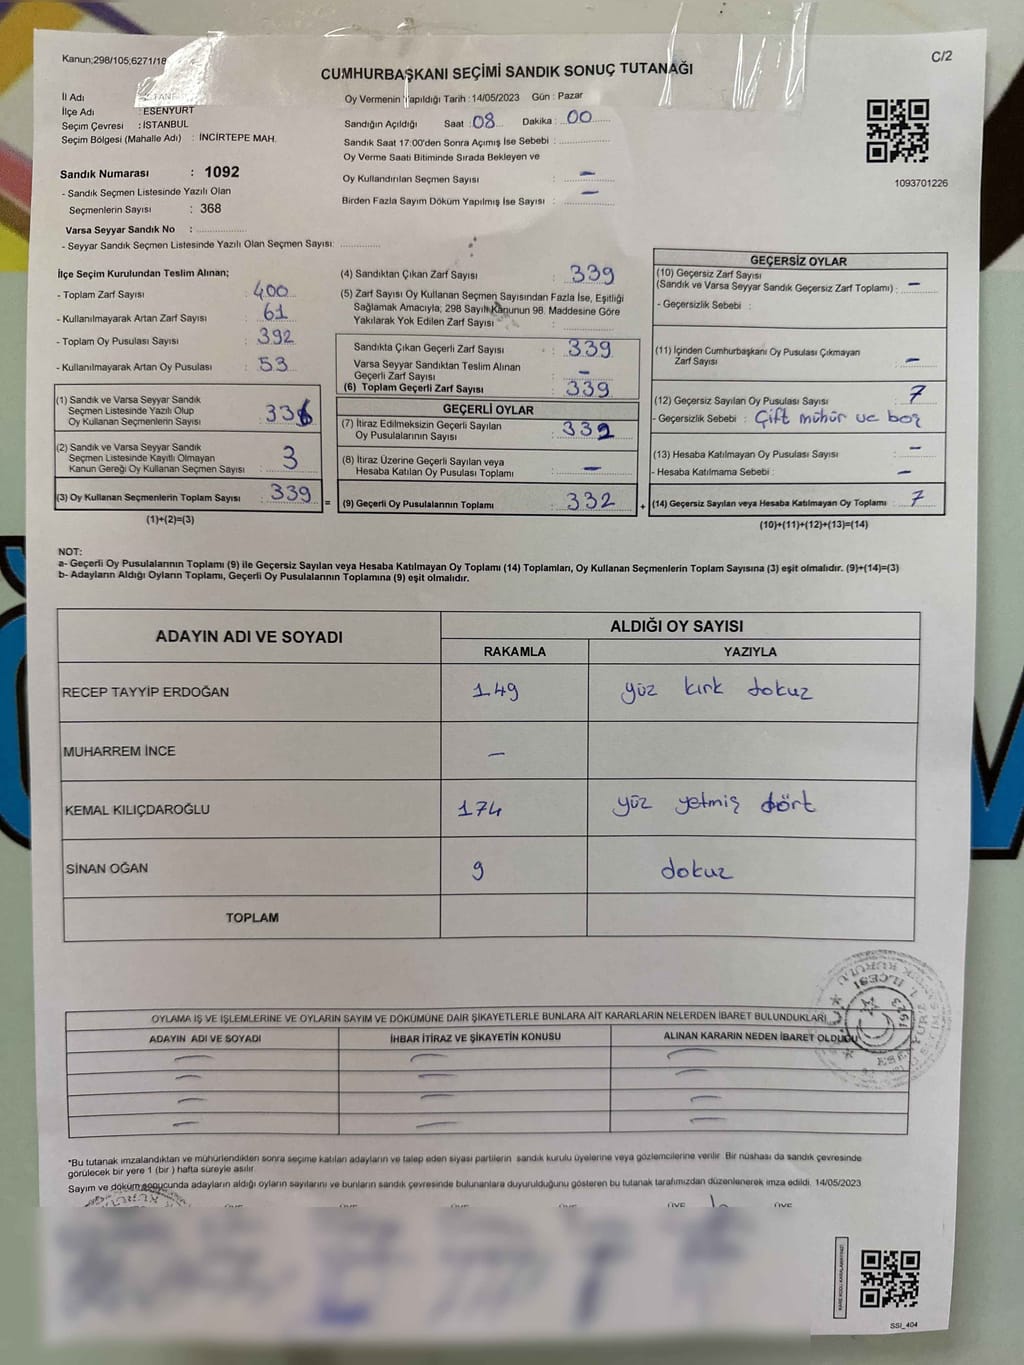 Kanun;298/105,6271/18
C/2
CUMHURBAŞKANI SEÇİMİ SANDIK SONUÇ TUTANAĞI
İl Adı
İlçe Adı : ESENYURT
Seçim Çevresi : İSTANBUL
Seçim Bölgesi (Mahalle Adı) : İNCİRTEPE MAH.
Oy Vermenin Yapıldığı Tarih : 14/05/2023 Gün : Pazar
Sandığın Açıldığı Saat : 08 Dakika : 00
Sandık Saat 17:00'den Sonra Açımış İse Sebebi :
Oy Verme Saati Bitiminde Sırada Bekleyen ve
Oy Kullandırılan Seçmen Sayısı : –
Birden Fazla Sayım Döküm Yapılmış İse Sayısı : –
1093701226
Sandık Numarası : 1092
- Sandık Seçmen Listesinde Yazılı Olan
Seçmenlerin Sayısı : 368
Varsa Seyyar Sandık No :
- Seyyar Sandık Seçmen Listesinde Yazılı Olan Seçmen Sayısı:
İlçe Seçim Kurulundan Teslim Alınan;
- Toplam Zarf Sayısı : 400
- Kullanılmayarak Artan Zarf Sayısı : 61
- Toplam Oy Pusulası Sayısı : 392
- Kullanılmayarak Artan Oy Pusulası : 53
(1) Sandık ve Varsa Seyyar Sandık
Seçmen Listesinde Yazılı Olup
Oy Kullanan Seçmenlerin Sayısı : 336
(2) Sandık ve Varsa Seyyar Sandık
Seçmen Listesinde Kayıtlı Olmayan
Kanun Gereği Oy Kullanan Seçmen Sayısı : 3
(3) Oy Kullanan Seçmenlerin Toplam Sayısı : 339 =
(1)+(2)=(3)
(4) Sandıktan Çıkan Zarf Sayısı : 339
(5) Zarf Sayısı Oy Kullanan Seçmen Sayısından Fazla İse, Eşitliği
Sağlamak Amacıyla; 298 Sayılı Kanunun 98. Maddesine Göre
Yakılarak Yok Edilen Zarf Sayısı :
Sandıkta Çıkan Geçerli Zarf Sayısı : 339
Varsa Seyyar Sandıktan Teslim Alınan
Geçerli Zarf Sayısı : –
(6) Toplam Geçerli Zarf Sayısı : 339
GEÇERLİ OYLAR
(7) İtiraz Edilmeksizin Geçerli Sayılan
Oy Pusulalarının Sayısı : 332
(8) İtiraz Üzerine Geçerli Sayılan veya
Hesaba Katılan Oy Pusulası Toplamı : –
(9) Geçerli Oy Pusulalarının Toplamı : 332 +
GEÇERSİZ OYLAR
(10) Geçersiz Zarf Sayısı
(Sandık ve Varsa Seyyar Sandık Geçersiz Zarf Toplamı) : –
- Geçersizlik Sebebi :
(11) İçinden Cumhurbaşkanı Oy Pusulası Çıkmayan
Zarf Sayısı : –
(12) Geçersiz Sayılan Oy Pusulası Sayısı : 7
- Geçersizlik Sebebi : Çift mühür ve boş
(13) Hesaba Katılmayan Oy Pusulası Sayısı : –
- Hesaba Katılmama Sebebi : –
(14) Geçersiz Sayılan veya Hesaba Katılmayan Oy Toplamı : 7
(10)+(11)+(12)+(13)=(14)
NOT:
a- Geçerli Oy Pusulalarının Toplamı (9) ile Geçersiz Sayılan veya Hesaba Katılmayan Oy Toplamı (14) Toplamları, Oy Kullanan Seçmenlerin Toplam Sayısına (3) eşit olmalıdır. (9)+(14)=(3)
b- Adayların Aldığı Oyların Toplamı, Geçerli Oy Pusulalarının Toplamına (9) eşit olmalıdır.
ADAYIN ADI VE SOYADI ALDIĞI OY SAYISI
RAKAMLA YAZIYLA
RECEP TAYYİP ERDOĞAN 149 yüz kırk dokuz
MUHARREM İNCE –
KEMAL KILIÇDAROĞLU 174 yüz yetmiş dört
SİNAN OĞAN 9 dokuz
TOPLAM
OYLAMA İŞ VE İŞLEMLERİNE VE OYLARIN SAYIM VE DÖKÜMÜNE DAİR ŞİKAYETLERLE BUNLARA AİT KARARLARIN NELERDEN İBARET BULUNDUKLARI
ADAYIN ADI VE SOYADI İHBAR İTİRAZ VE ŞİKAYETİN KONUSU ALINAN KARARIN NEDEN İBARET OLDUĞU
– – –
– – –
– – –
– – –
*Bu tutanak imzalandıktan ve mühürlendikten sonra seçime katılan adayların ve talep eden siyasi partilerin sandık kurulu üyelerine veya gözlemcilerine verilir. Bir nüshası da sandık çevresinde
görülecek bir yere 1 (bir ) hafta süreyle asılır.
Sayım ve döküm sonucunda adayların aldığı oyların sayılarını ve bunların sandık çevresinde bulunanlara duyurulduğunu gösteren bu tutanak tarafımızdan düzenlenerek imza edildi. 14/05/2023
SSI_404